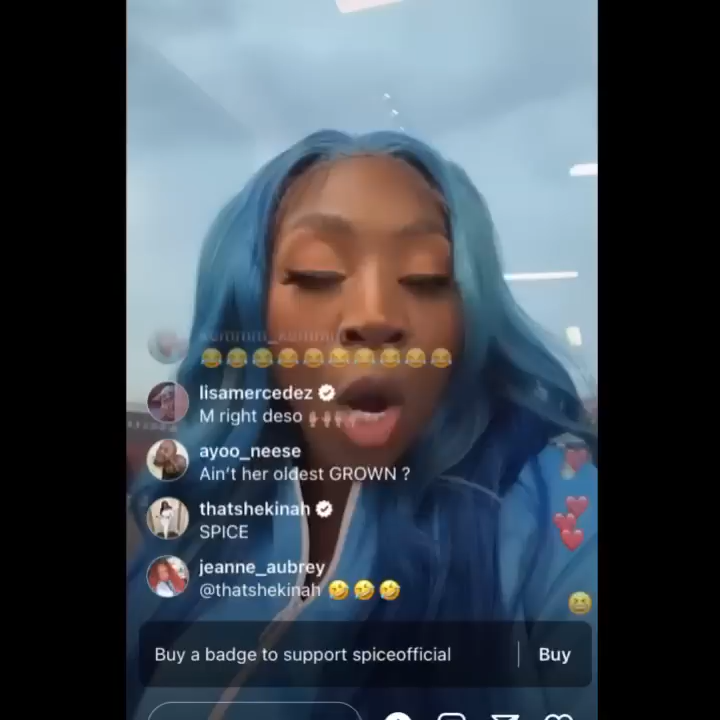 😂😂😂😂😂😂😂😂😂😂
lisamercedez
M right deso
ayoo_neese
Ain't her oldest GROWN ?
thatshekinah
SPICE
jeanne_aubrey
@thatshekinah 🤣🤣🤣
Buy a badge to support spiceofficial
Buy